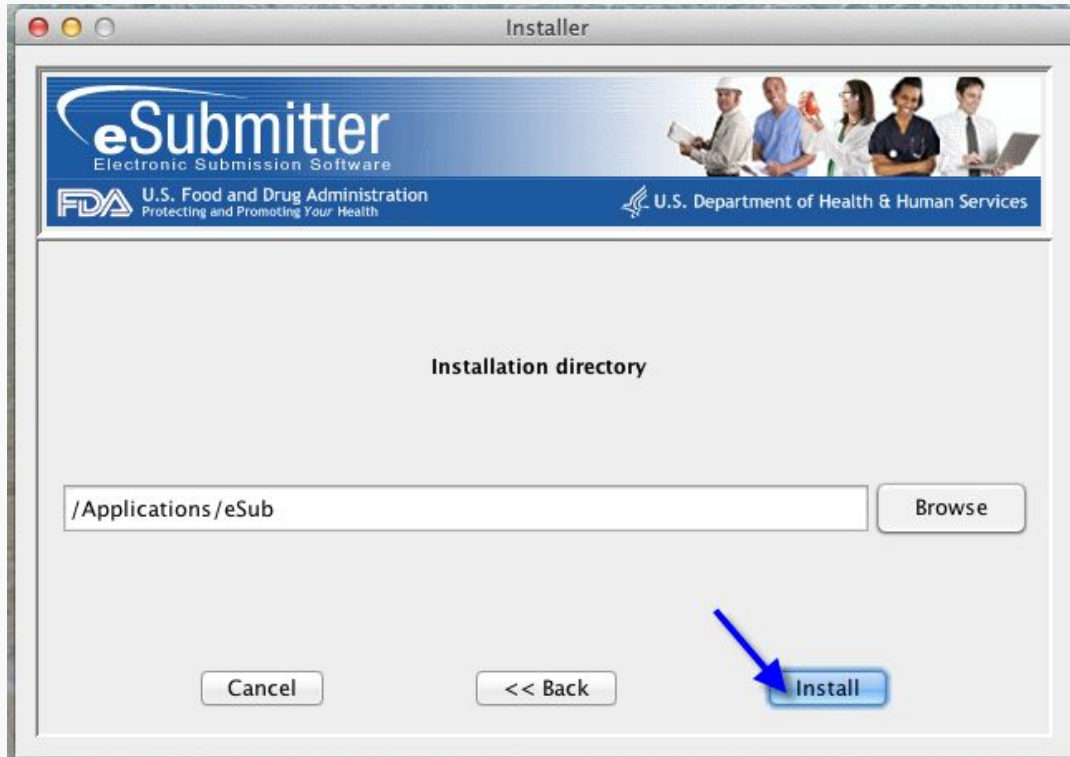 Installer
eSubmitter
Electronic Submission Software
FDA U.S. Food and Drug Administration
Protecting and Promoting Your Health
U.S. Department of Health & Human Services
Installation directory
/Applications/eSub
Browse
Cancel
<< Back
Install